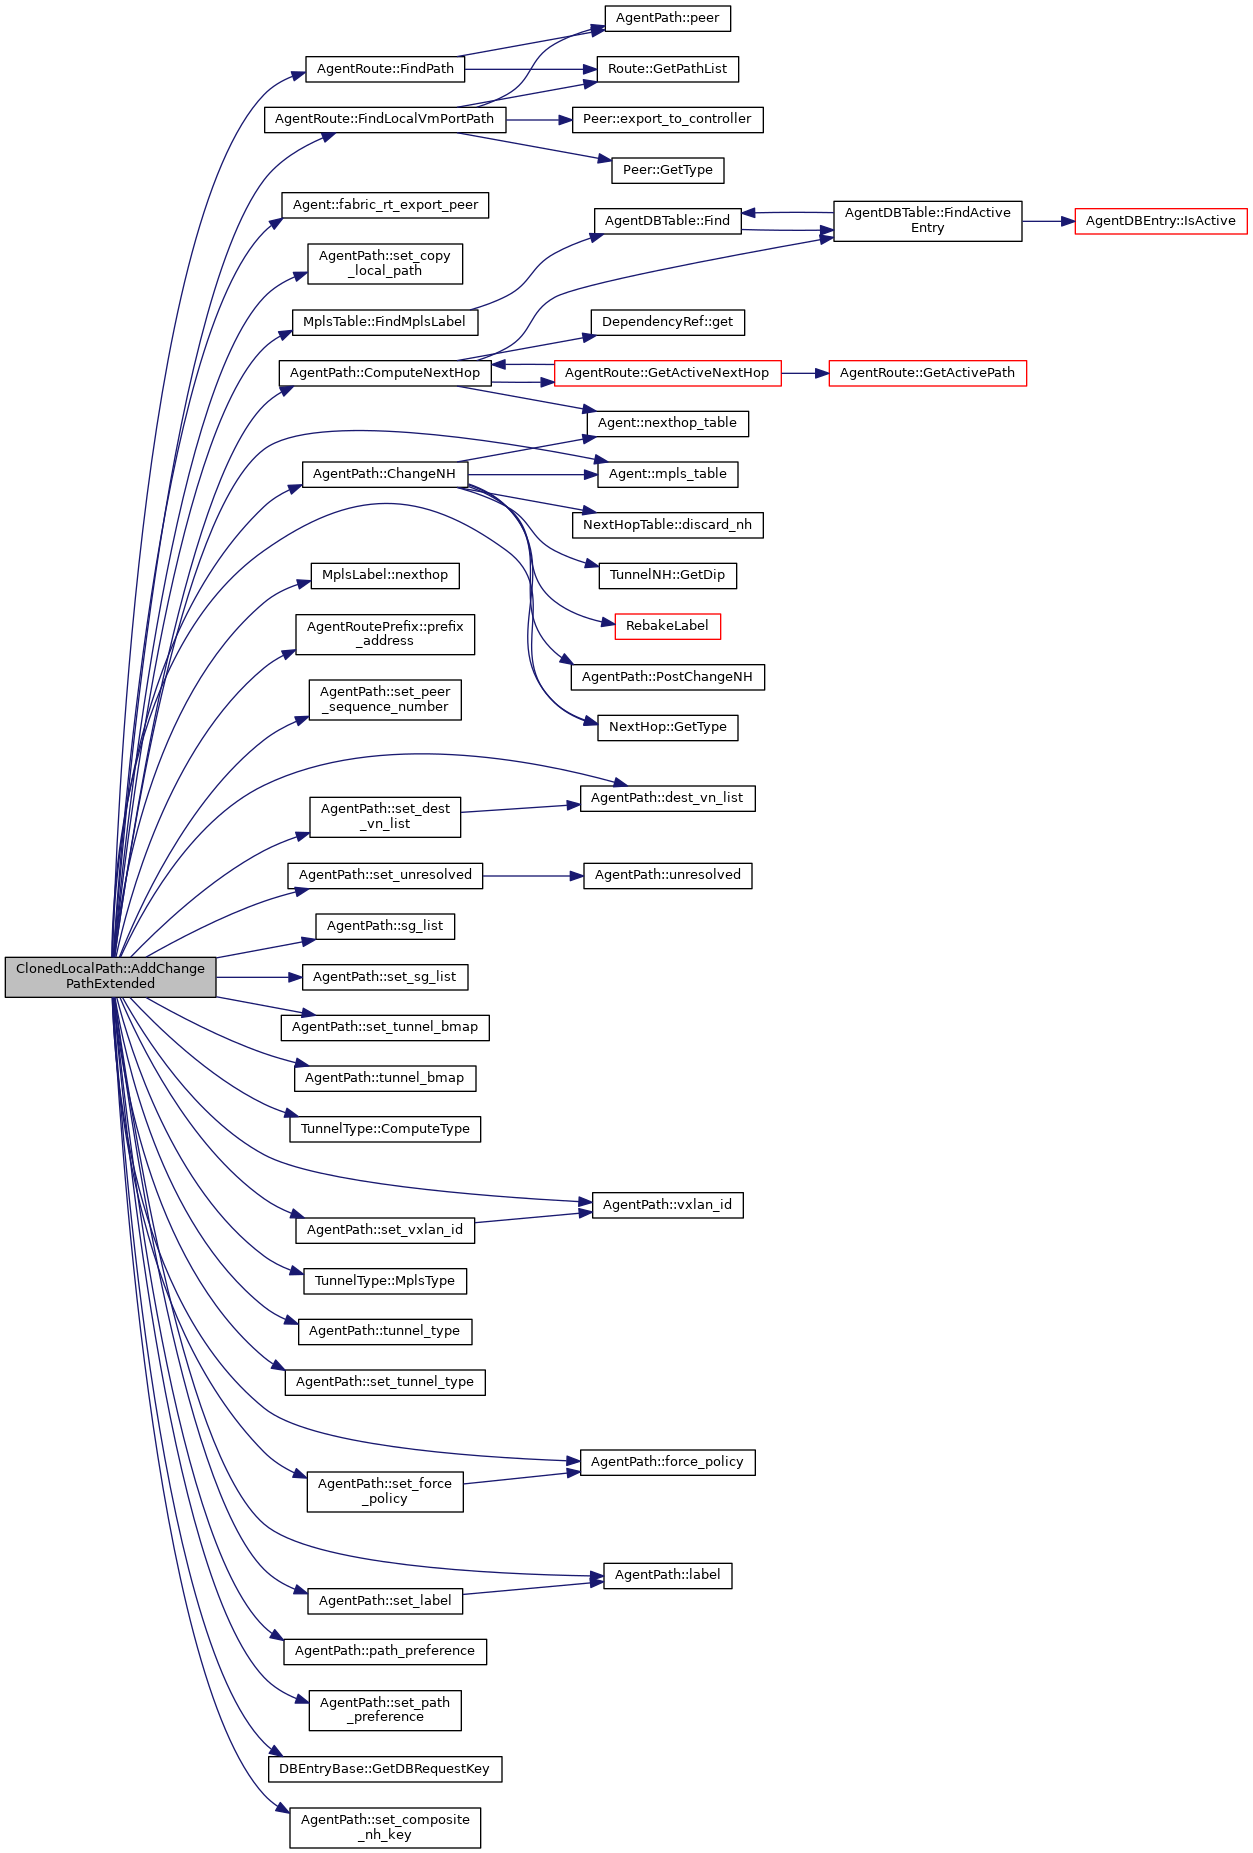 AgentPath::peer
AgentRoute::FindPath
Route::GetPathList
AgentRoute::FindLocalVmPortPath
Peer::export_to_controller
Peer::GetType
Agent::fabric_rt_export_peer
AgentDBTable::Find
AgentDBTable::FindActive
Entry
AgentDBEntry::IsActive
AgentPath::set_copy
_local_path
MplsTable::FindMplsLabel
DependencyRef::get
AgentPath::ComputeNextHop
AgentRoute::GetActiveNextHop
AgentRoute::GetActivePath
Agent::nexthop_table
AgentPath::ChangeNH
Agent::mpls_table
NextHopTable::discard_nh
MplsLabel::nexthop
TunnelNH::GetDip
AgentRoutePrefix::prefix
_address
RebakeLabel
AgentPath::PostChangeNH
AgentPath::set_peer
_sequence_number
NextHop::GetType
AgentPath::dest_vn_list
AgentPath::set_dest
_vn_list
AgentPath::set_unresolved
AgentPath::unresolved
AgentPath::sg_list
ClonedLocalPath::AddChange
PathExtended
AgentPath::set_sg_list
AgentPath::set_tunnel_bmap
AgentPath::tunnel_bmap
TunnelType::ComputeType
AgentPath::vxlan_id
AgentPath::set_vxlan_id
TunnelType::MplsType
AgentPath::tunnel_type
AgentPath::set_tunnel_type
AgentPath::force_policy
AgentPath::set_force
_policy
AgentPath::label
AgentPath::set_label
AgentPath::path_preference
AgentPath::set_path
_preference
DBEntryBase::GetDBRequestKey
AgentPath::set_composite
_nh_key